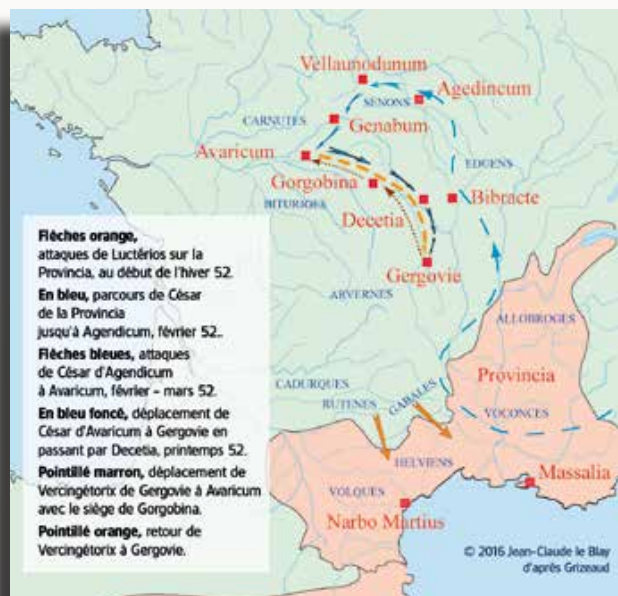 Vellaunodunum
Agedincum
SENONS
CARNUTES
Genabum
Avaricum
EDUENS
Gorgobina
Bibracte
BITURIGES
Decetia
Gergovie
ARVERNES
ALLOBROGES
Provincia
CADURQUES
RUTENES
GABALES
VOCONCES
HELVIENS
Massalia
VOLQUES
Narbo Martius
Flèches orange,
attaques de Luctérios sur la
Provincia, au début de l'hiver 52.
En bleu, parcours de César
de la Provincia
jusqu'à Agendicum, février 52..
Flèches bleues, attaques
de César d'Agendicum
à Avaricum, février – mars 52.
En bleu foncé, déplacement de
César d'Avaricum à Gergovie en
passant par Decetia, printemps 52.
Pointillé marron, déplacement de
Vercingétorix de Gergovie à Avaricum
avec le siège de Gorgobina.
Pointillé orange, retour de
Vercingétorix à Gergovie.
© 2016 Jean-Claude le Blay
d'après Grizeaud